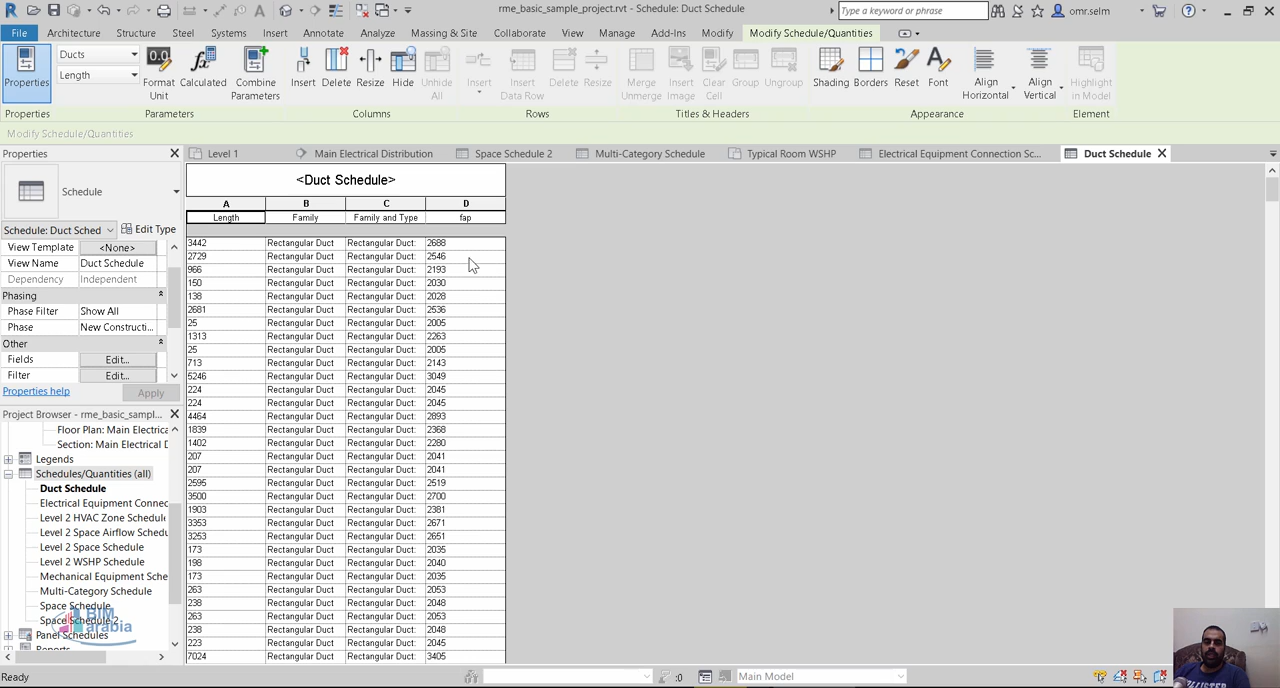 rme_basic_sample_project.rvt - Schedule: Duct Schedule
Type a keyword or phrase
omr.selm
File Architecture Structure Steel Systems Insert Annotate Analyze Massing & Site Collaborate View Manage Add-Ins Modify Modify Schedule/Quantities
Ducts
Length
Properties
Format Unit
Calculated
Combine Parameters
Insert
Delete
Resize
Hide
Unhide All
Insert
Insert Data Row
Delete
Resize
Merge Unmerge
Insert Image
Clear Cell
Group
Ungroup
Shading
Borders
Reset
Font
Align Horizontal
Align Vertical
Highlight in Model
Properties Parameters Columns Rows Titles & Headers Appearance Element
Modify Schedule/Quantities
Properties
Level 1 Main Electrical Distribution Space Schedule 2 Multi-Category Schedule Typical Room WSHP Electrical Equipment Connection Sc... Duct Schedule
Schedule
Schedule: Duct Sched
Edit Type
View Template <None>
View Name Duct Schedule
Dependency Independent
Phasing
Phase Filter Show All
Phase New Constructi...
Other
Fields Edit...
Filter Edit...
Properties help
Apply
Project Browser - rme_basic_sampl...
Floor Plan: Main Electrica
Section: Main Electrical D
Legends
Schedules/Quantities (all)
Duct Schedule
Electrical Equipment Connec
Level 2 HVAC Zone Schedule
Level 2 Space Airflow Schedu
Level 2 Space Schedule
Level 2 WSHP Schedule
Mechanical Equipment Sche
Multi-Category Schedule
Space Schedule
Space Schedule 2
Panel Schedules
BIM
arabia
<Duct Schedule>
A B C D
Length Family Family and Type fap
3442 Rectangular Duct Rectangular Duct: 2688
2729 Rectangular Duct Rectangular Duct: 2546
966 Rectangular Duct Rectangular Duct: 2193
150 Rectangular Duct Rectangular Duct: 2030
138 Rectangular Duct Rectangular Duct: 2028
2681 Rectangular Duct Rectangular Duct: 2536
25 Rectangular Duct Rectangular Duct: 2005
1313 Rectangular Duct Rectangular Duct: 2263
25 Rectangular Duct Rectangular Duct: 2005
713 Rectangular Duct Rectangular Duct: 2143
5246 Rectangular Duct Rectangular Duct: 3049
224 Rectangular Duct Rectangular Duct: 2045
224 Rectangular Duct Rectangular Duct: 2045
4464 Rectangular Duct Rectangular Duct: 2893
1839 Rectangular Duct Rectangular Duct: 2368
1402 Rectangular Duct Rectangular Duct: 2280
207 Rectangular Duct Rectangular Duct: 2041
207 Rectangular Duct Rectangular Duct: 2041
2595 Rectangular Duct Rectangular Duct: 2519
3500 Rectangular Duct Rectangular Duct: 2700
1903 Rectangular Duct Rectangular Duct: 2381
3353 Rectangular Duct Rectangular Duct: 2671
3253 Rectangular Duct Rectangular Duct: 2651
173 Rectangular Duct Rectangular Duct: 2035
198 Rectangular Duct Rectangular Duct: 2040
173 Rectangular Duct Rectangular Duct: 2035
263 Rectangular Duct Rectangular Duct: 2053
238 Rectangular Duct Rectangular Duct: 2048
263 Rectangular Duct Rectangular Duct: 2053
238 Rectangular Duct Rectangular Duct: 2048
223 Rectangular Duct Rectangular Duct: 2045
7024 Rectangular Duct Rectangular Duct: 3405
Ready
:0
Main Model